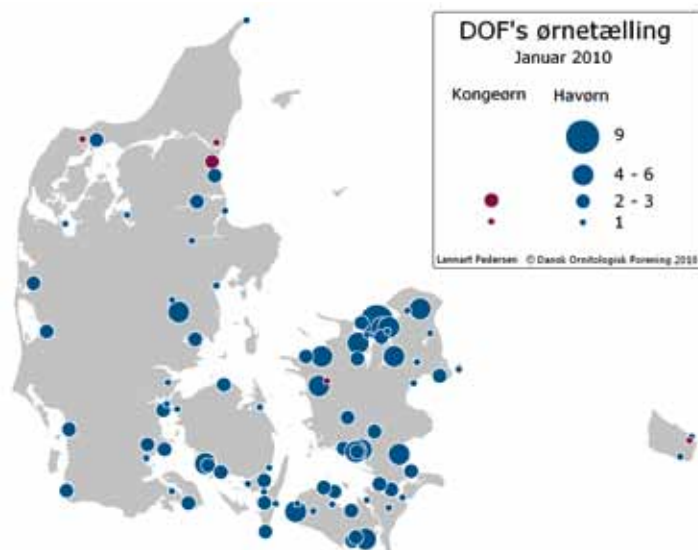 DOF's ørnetælling
Januar 2010
Kongeørn Havørn
9
4 - 6
2 - 3
1
Lennart Pedersen © Dansk Ornitologisk Forening 2010